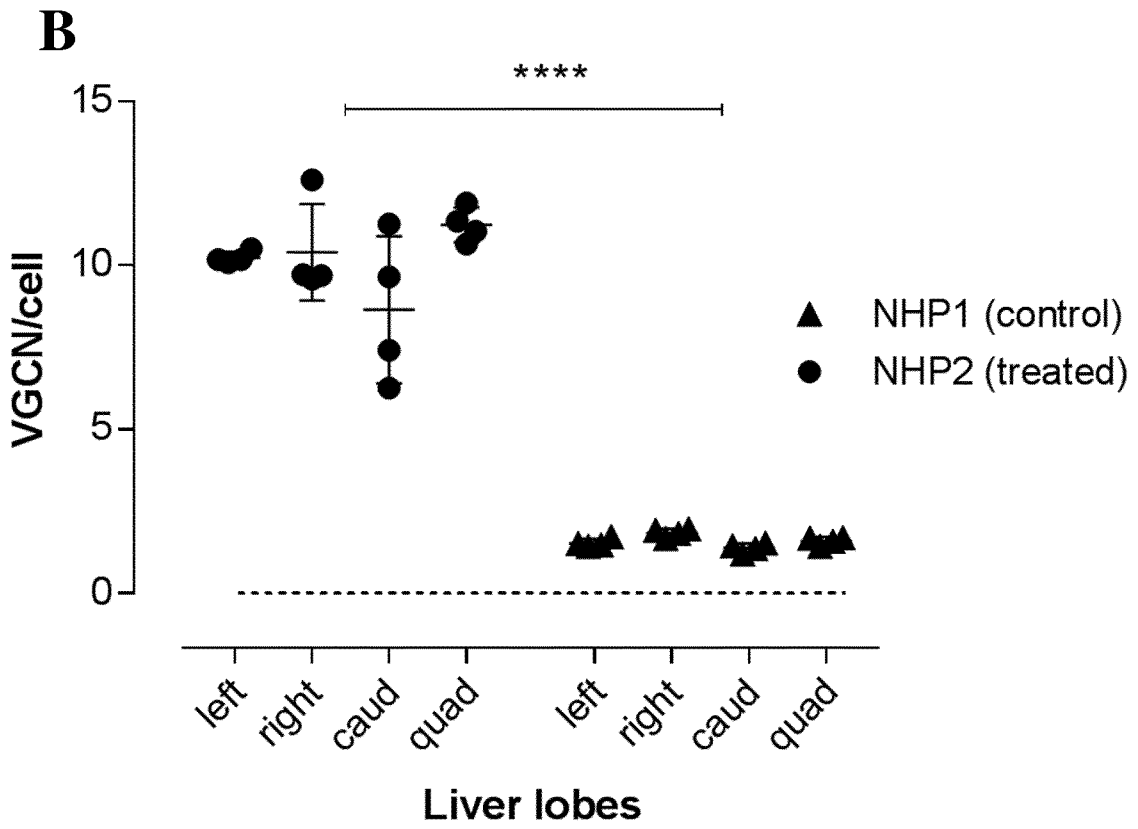 B
****
15
10
5
0
VGCN/cell
NHP1 (control)
NHP2 (treated)
left
right
caud
quad
left
right
caud
quad
Liver lobes